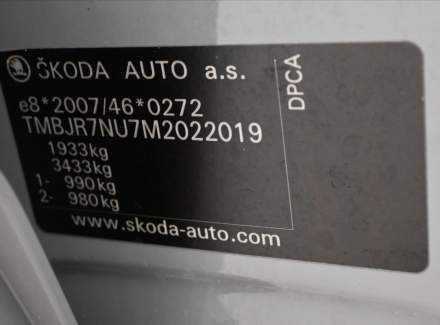 ŠKODA AUTO a.s.
e8*2007/46*0272
TMBJR7NU7M2022019
1933kg
3433kg
1- 990kg
2- 980kg
www.skoda-auto.com
DPCA